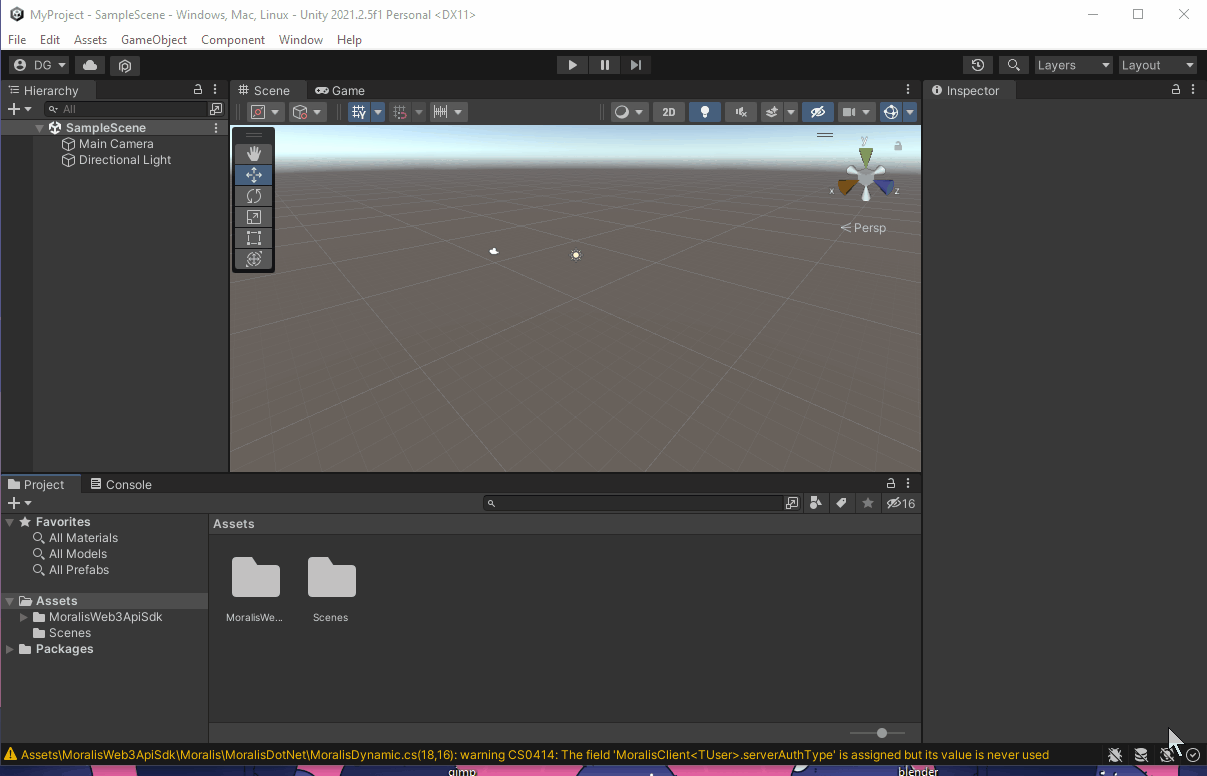 MyProject - SampleScene - Windows, Mac, Linux - Unity 2021.2.5f1 Personal <DX11>
File Edit Assets GameObject Component Window Help
DG Layers Layout
Hierarchy
All
SampleScene
Main Camera
Directional Light
Scene Game
2D
y
x z
Persp
Inspector
Project Console
16
Favorites
All Materials
All Models
All Prefabs
Assets
MoralisWeb3ApiSdk
Scenes
Packages
Assets
MoralisWe... Scenes
Assets\MoralisWeb3ApiSdk\Moralis\MoralisDotNet\MoralisDynamic.cs(18,16): warning CS0414: The field 'MoralisClient<TUser>.serverAuthType' is assigned but its value is never used
gimp blender